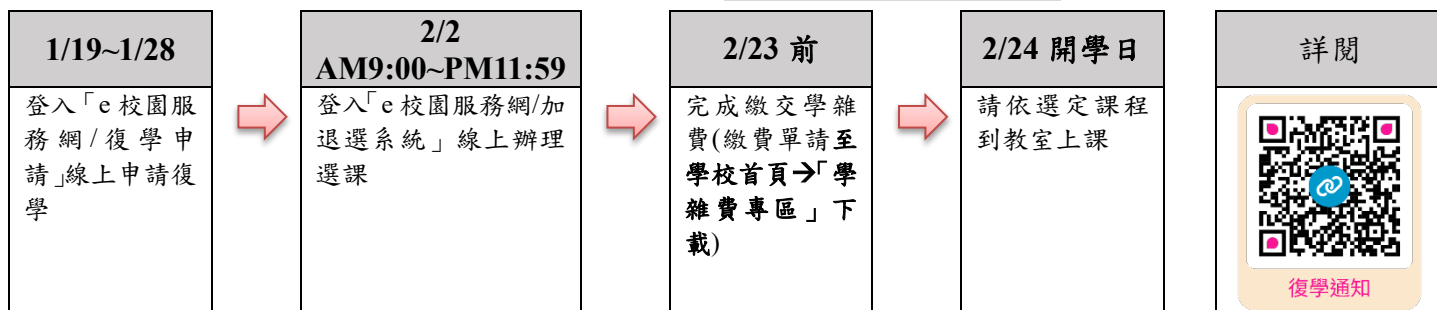 1/19~1/28
登入「e 校園服
務網/復學申
請」線上申請復
學
2/2
AM9:00~PM11:59
登入「e 校園服務網/加
退選系統」線上辦理
選課
2/23 前
完成繳交學雜
費(繳費單請至
學校首頁→「學
雜費專區」下
載)
2/24 開學日
請依選定課程
到教室上課
詳閱
復學通知